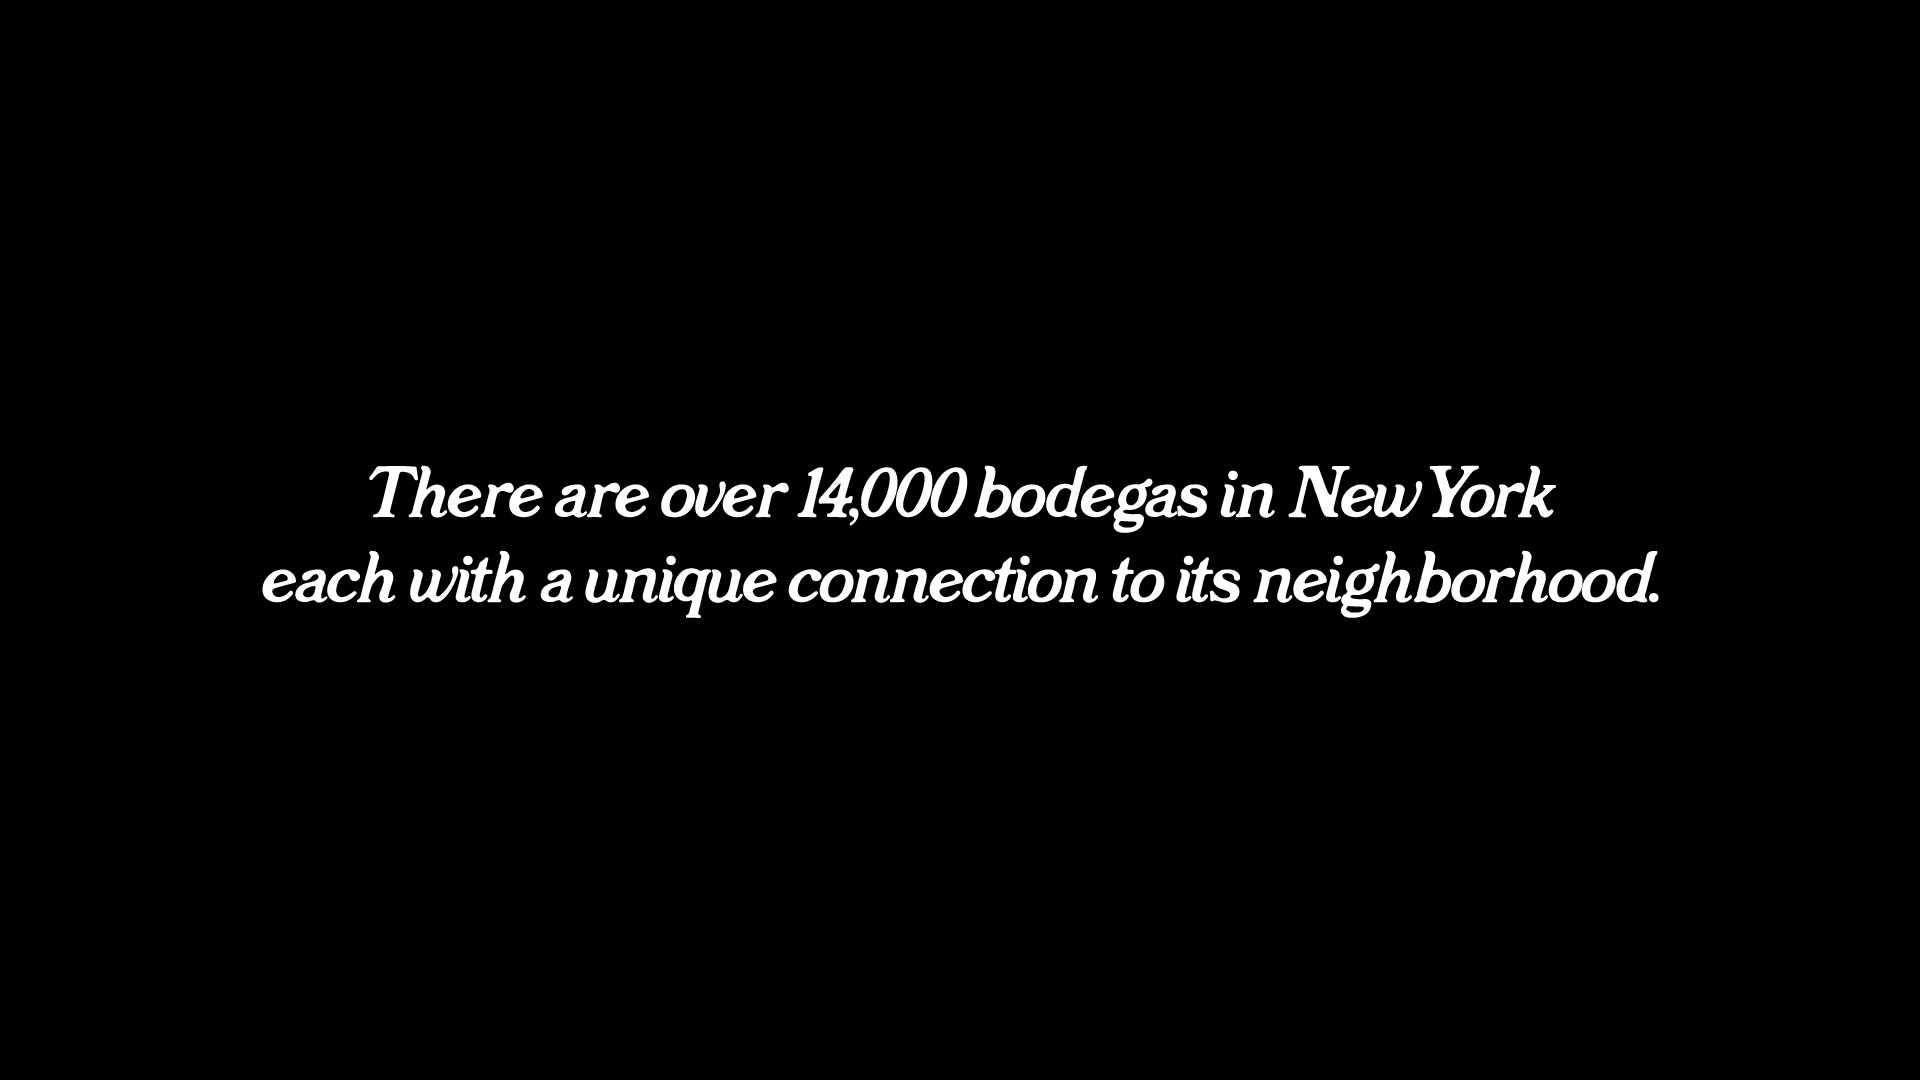 There are over 14,000 bodegas in New York
each with a unique connection to its neighborhood.